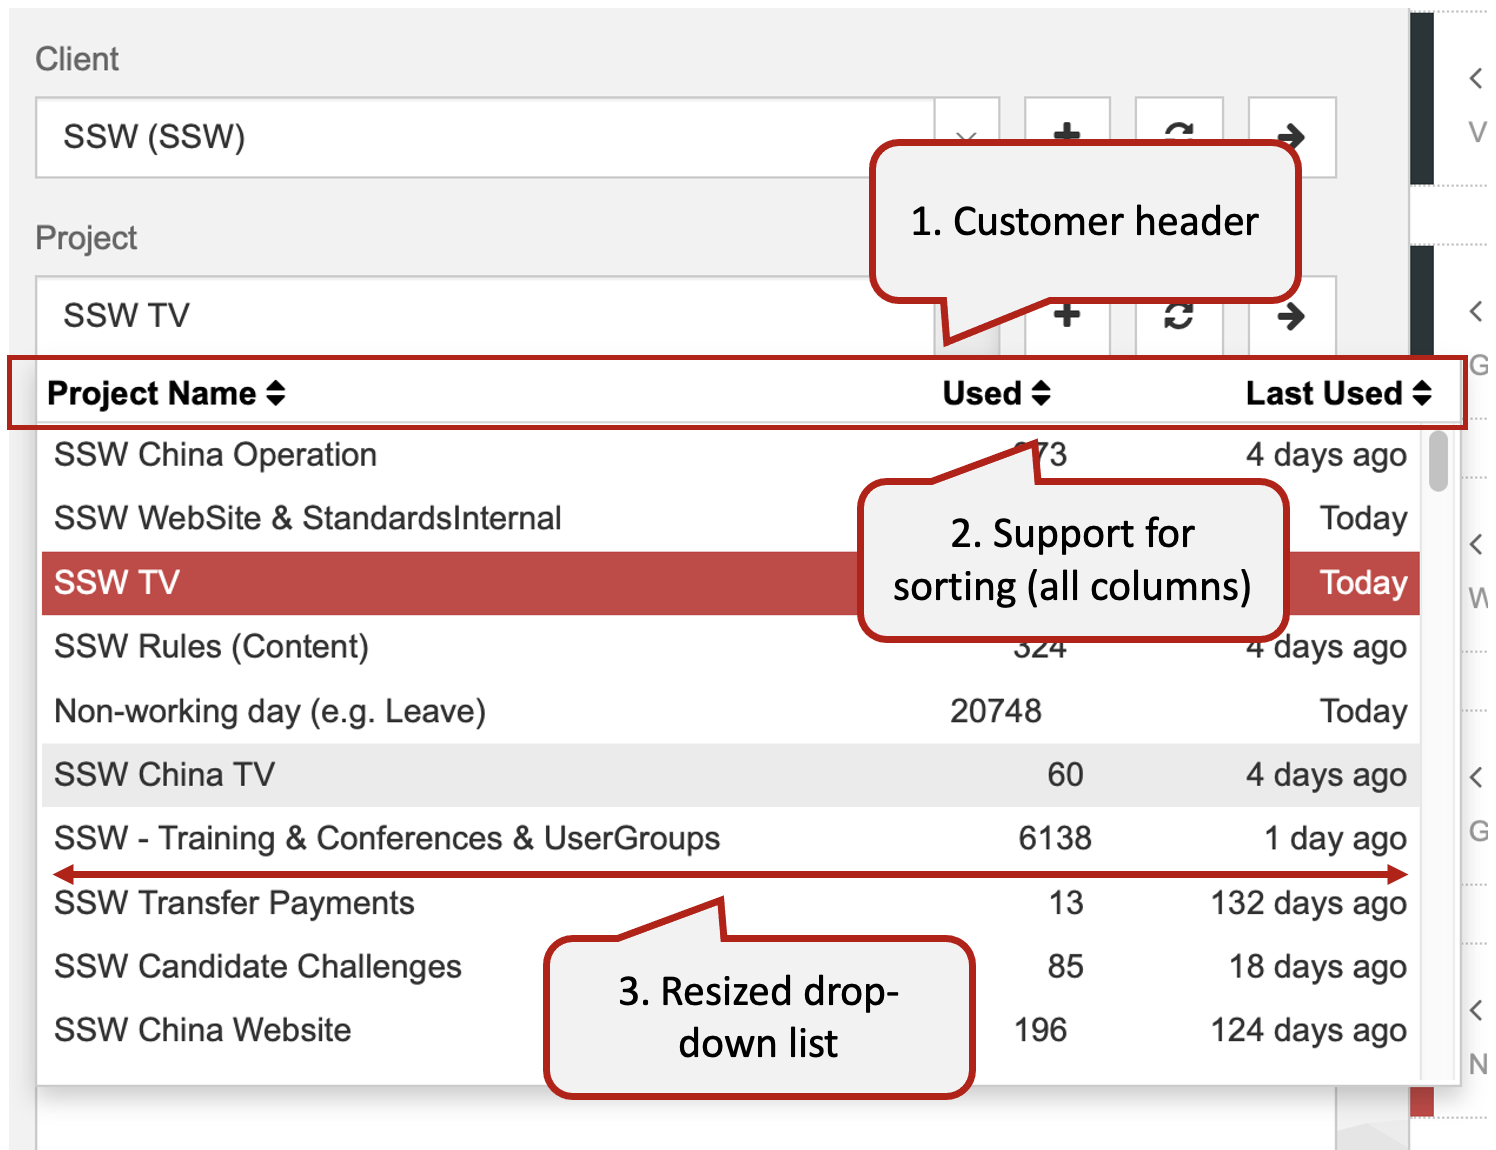 Client
SSW (SSW)
V
1. Customer header
Project
SSW TV
G
Project Name Used Last Used
SSW China Operation 4 days ago
SSW WebSite & StandardsInternal Today
2. Support for
sorting (all columns)
SSW TV Today
W
SSW Rules (Content) 324 4 days ago
Non-working day (e.g. Leave) 20748 Today
SSW China TV 60 4 days ago
SSW - Training & Conferences & UserGroups 6138 1 day ago
G
SSW Transfer Payments 13 132 days ago
SSW Candidate Challenges 85 18 days ago
3. Resized drop-
down list
SSW China Website 196 124 days ago
N